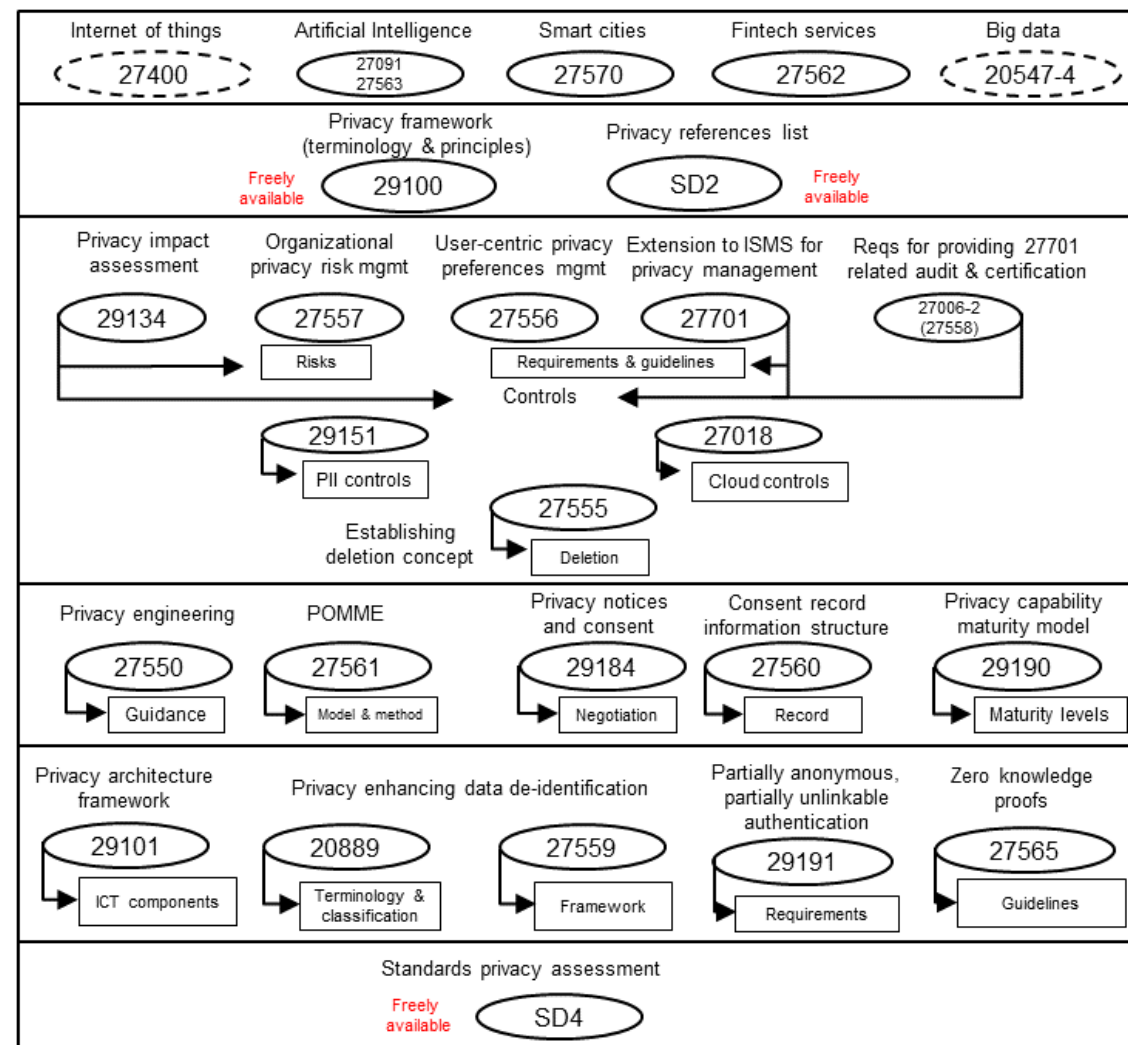 Internet of things
Artificial Intelligence
Smart cities
Fintech services
Big data
27400
27091
27563
27570
27562
20547-4
Privacy framework
(terminology & principles)
Privacy references list
Freely
available
29100
SD2
Freely
available
Privacy impact
assessment
Organizational
privacy risk mgmt
User-centric privacy
preferences mgmt
Extension to ISMS for
privacy management
Reqs for providing 27701
related audit & certification
29134
27557
27556
27701
27006-2
(27558)
Risks
Requirements & guidelines
Controls
29151
27018
PII controls
Cloud controls
27555
Establishing
deletion concept
Deletion
Privacy engineering
POMME
Privacy notices
and consent
Consent record
information structure
Privacy capability
maturity model
27550
27561
29184
27560
29190
Guidance
Model & method
Negotiation
Record
Maturity levels
Privacy architecture
framework
Privacy enhancing data de-identification
Partially anonymous,
partially unlinkable
authentication
Zero knowledge
proofs
29101
20889
27559
29191
27565
ICT components
Terminology &
classification
Framework
Requirements
Guidelines
Standards privacy assessment
Freely
available
SD4